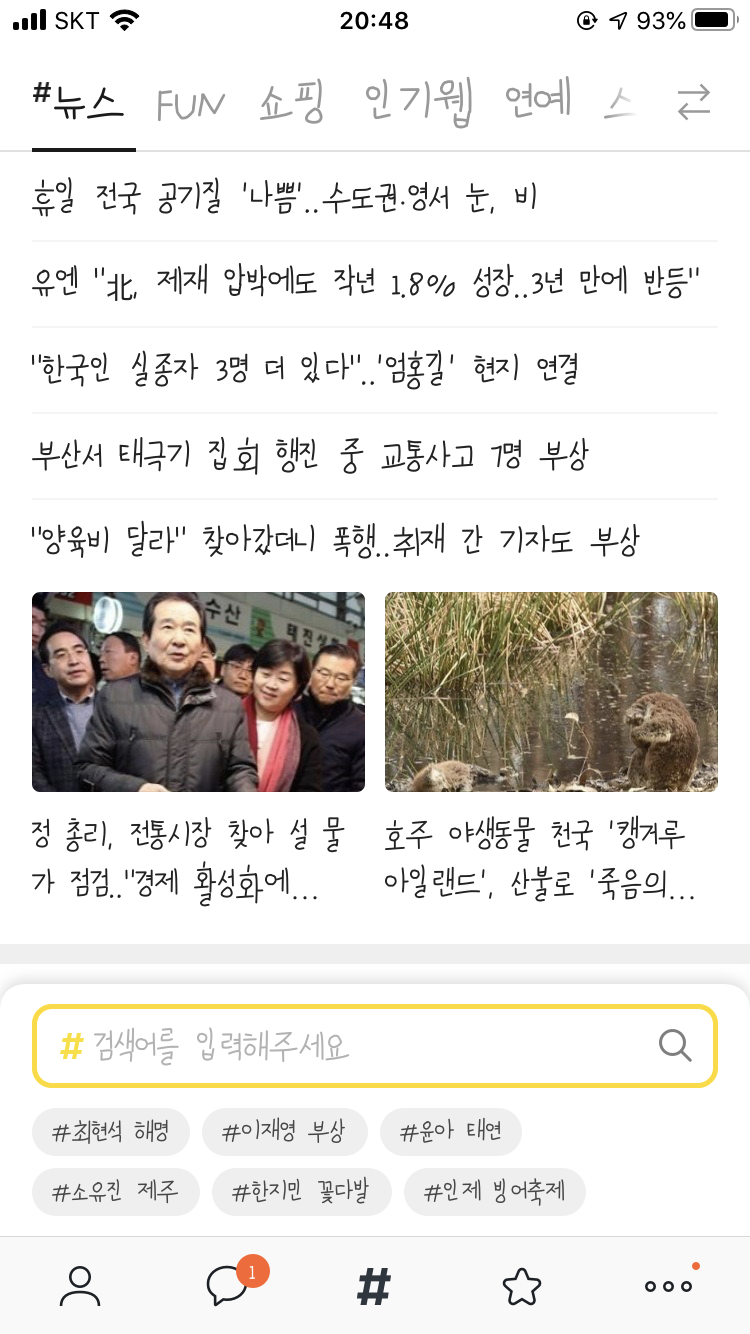 SKT 20:48 93%
#뉴스 FUN 쇼핑 인기웹 연예 스
휴일 전국 공기질 '나쁨'..수도권·영서 눈, 비
유엔 "北, 제재 압박에도 작년 1.8% 성장..3년 만에 반등"
"한국인 실종자 3명 더 있다"..'엄홍길' 현지 연결
부산서 태극기 집회 행진 중 교통사고 7명 부상
"양육비 달라" 찾아갔더니 폭행..취재 간 기자도 부상
수산
정 총리, 전통시장 찾아 설 물
가 점검.."경제 활성화에...
호주 야생동물 천국 '캥거루
아일랜드', 산불로 '죽음의...
# 검색어를 입력해주세요
#최현석 해명 #이재영 부상 #윤아 태연
#소유진 제주 #한지민 꽃다발 #인제 빙어축제
1
#